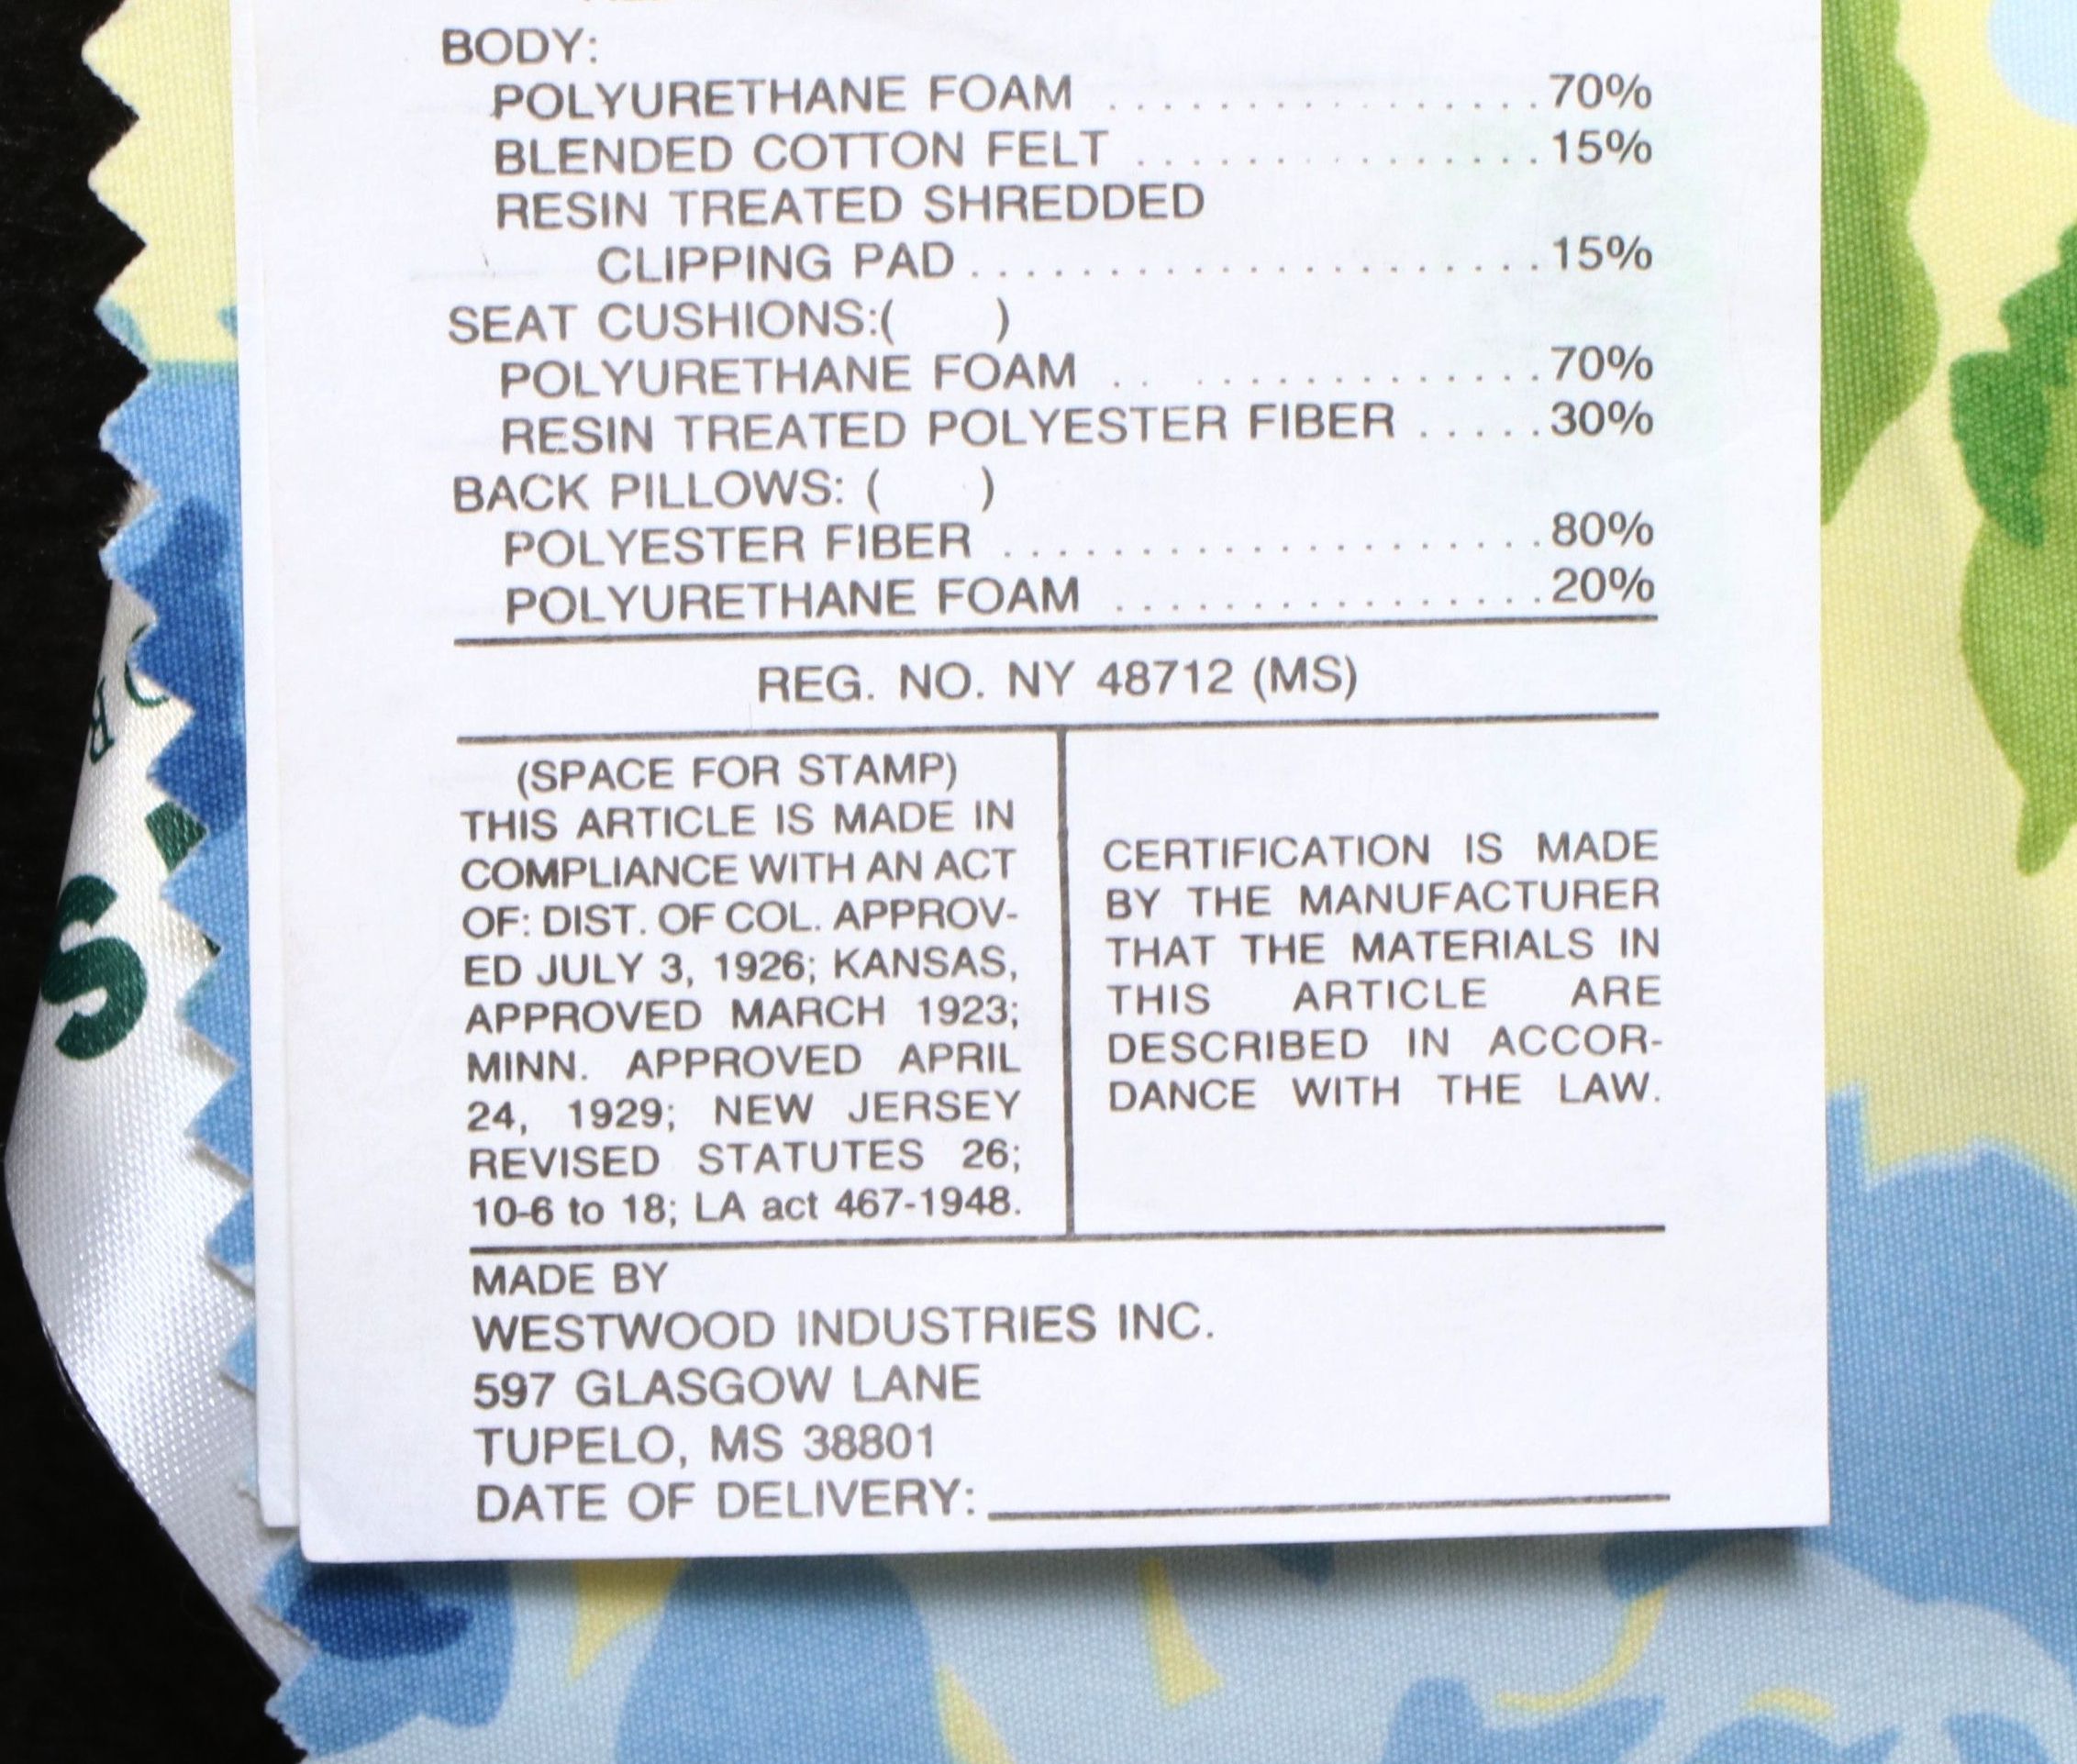 BODY:
POLYURETHANE FOAM ................ 70%
BLENDED COTTON FELT ............... 15%
RESIN TREATED SHREDDED
CLIPPING PAD ..................... 15%
SEAT CUSHIONS:( )
POLYURETHANE FOAM .. ............. 70%
RESIN TREATED POLYESTER FIBER ..... 30%
BACK PILLOWS: ( )
POLYESTER FIBER .................... 80%
POLYURETHANE FOAM ................ 20%
REG. NO. NY 48712 (MS)
(SPACE FOR STAMP)
THIS ARTICLE IS MADE IN
COMPLIANCE WITH AN ACT
OF: DIST. OF COL. APPROV-
ED JULY 3, 1926; KANSAS,
APPROVED MARCH 1923;
MINN. APPROVED APRIL
24, 1929; NEW JERSEY
REVISED STATUTES 26;
10-6 to 18; LA act 467-1948.
CERTIFICATION IS MADE
BY THE MANUFACTURER
THAT THE MATERIALS IN
THIS ARTICLE ARE
DESCRIBED IN ACCOR-
DANCE WITH THE LAW.
MADE BY
WESTWOOD INDUSTRIES INC.
597 GLASGOW LANE
TUPELO, MS 38801
DATE OF DELIVERY: